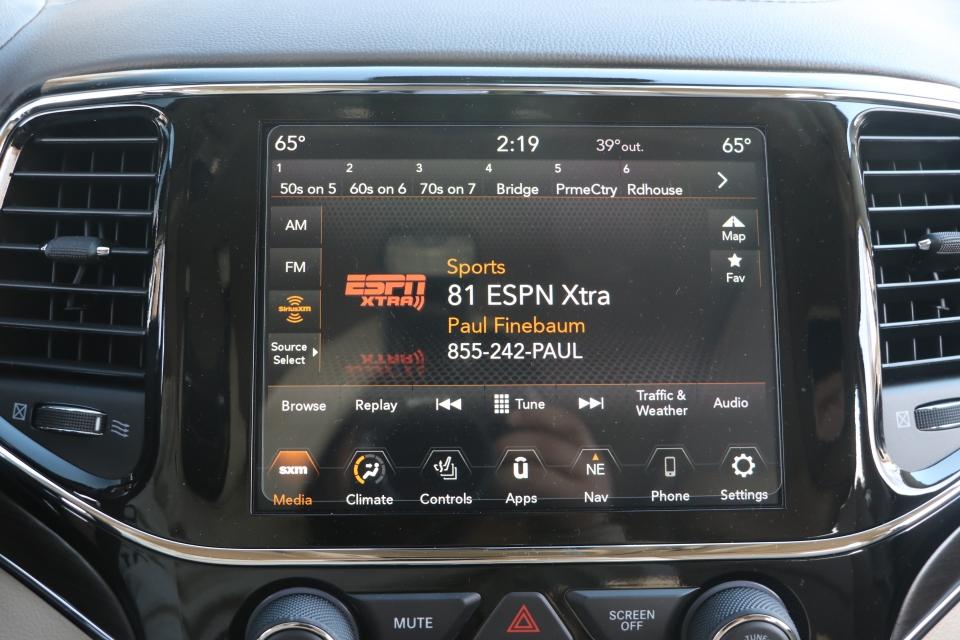 65° 2:19 39°out. 65°
1 2 3 4 5 6
50s on 5 60s on 6 70s on 7 Bridge PrmeCtry Rdhouse
AM
Map
FM
Fav
SiriusXM
Source
Select
ESPN
XTRA
Sports
81 ESPN Xtra
Paul Finebaum
855-242-PAUL
Browse Replay Tune Traffic & Audio
Weather
sxm NE
Media Climate Controls Apps Nav Phone Settings
MUTE SCREEN
OFF
TUNE